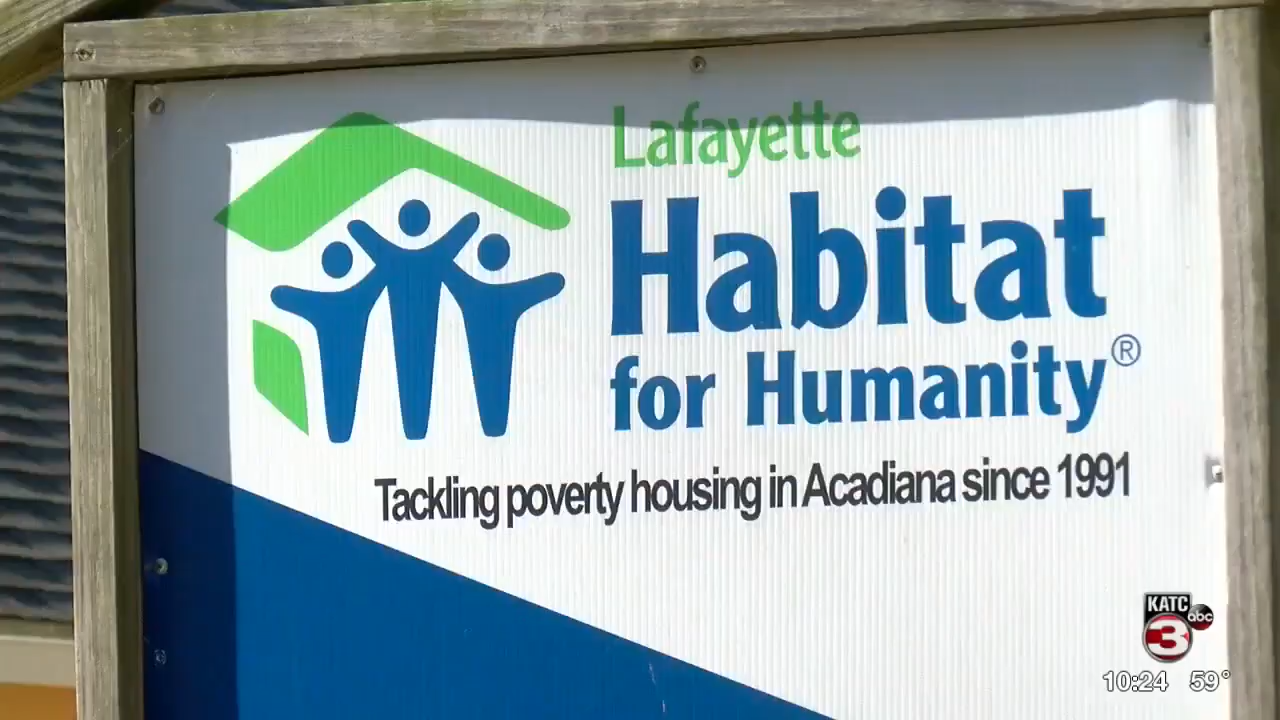 Lafayette
Habitat
for Humanity®
Tackling poverty housing in Acadiana since 1991
KATC
abc
3
10:24 59°